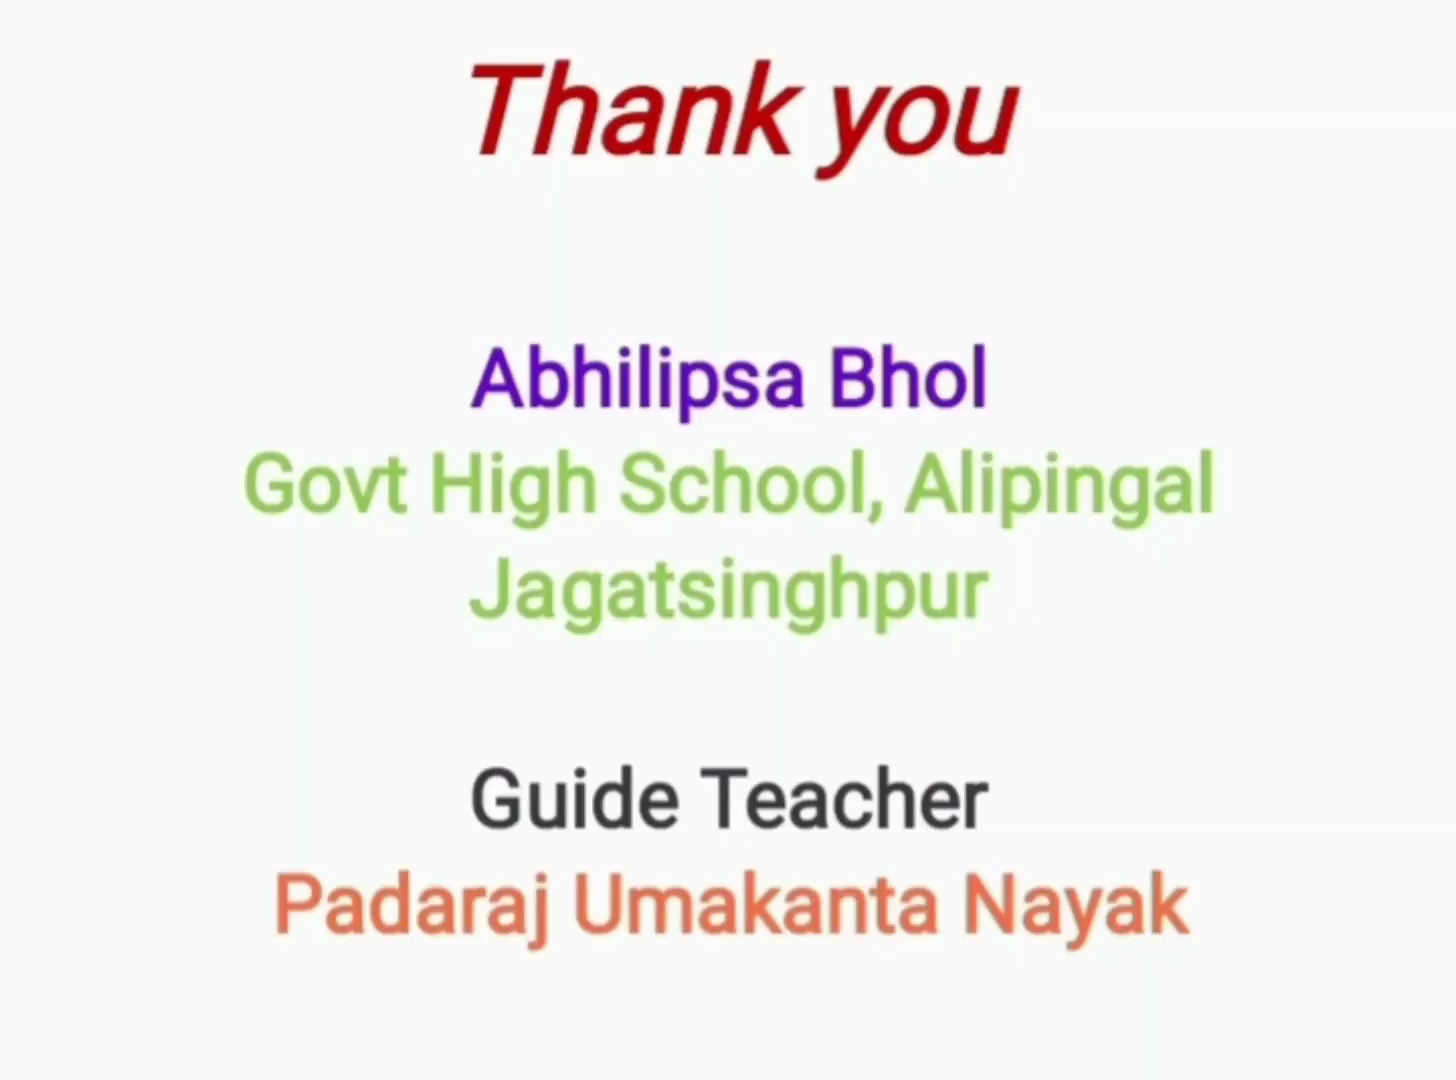 Thank you
Abhilipsa Bhol
Govt High School, Alipingal
Jagatsinghpur
Guide Teacher
Padaraj Umakanta Nayak